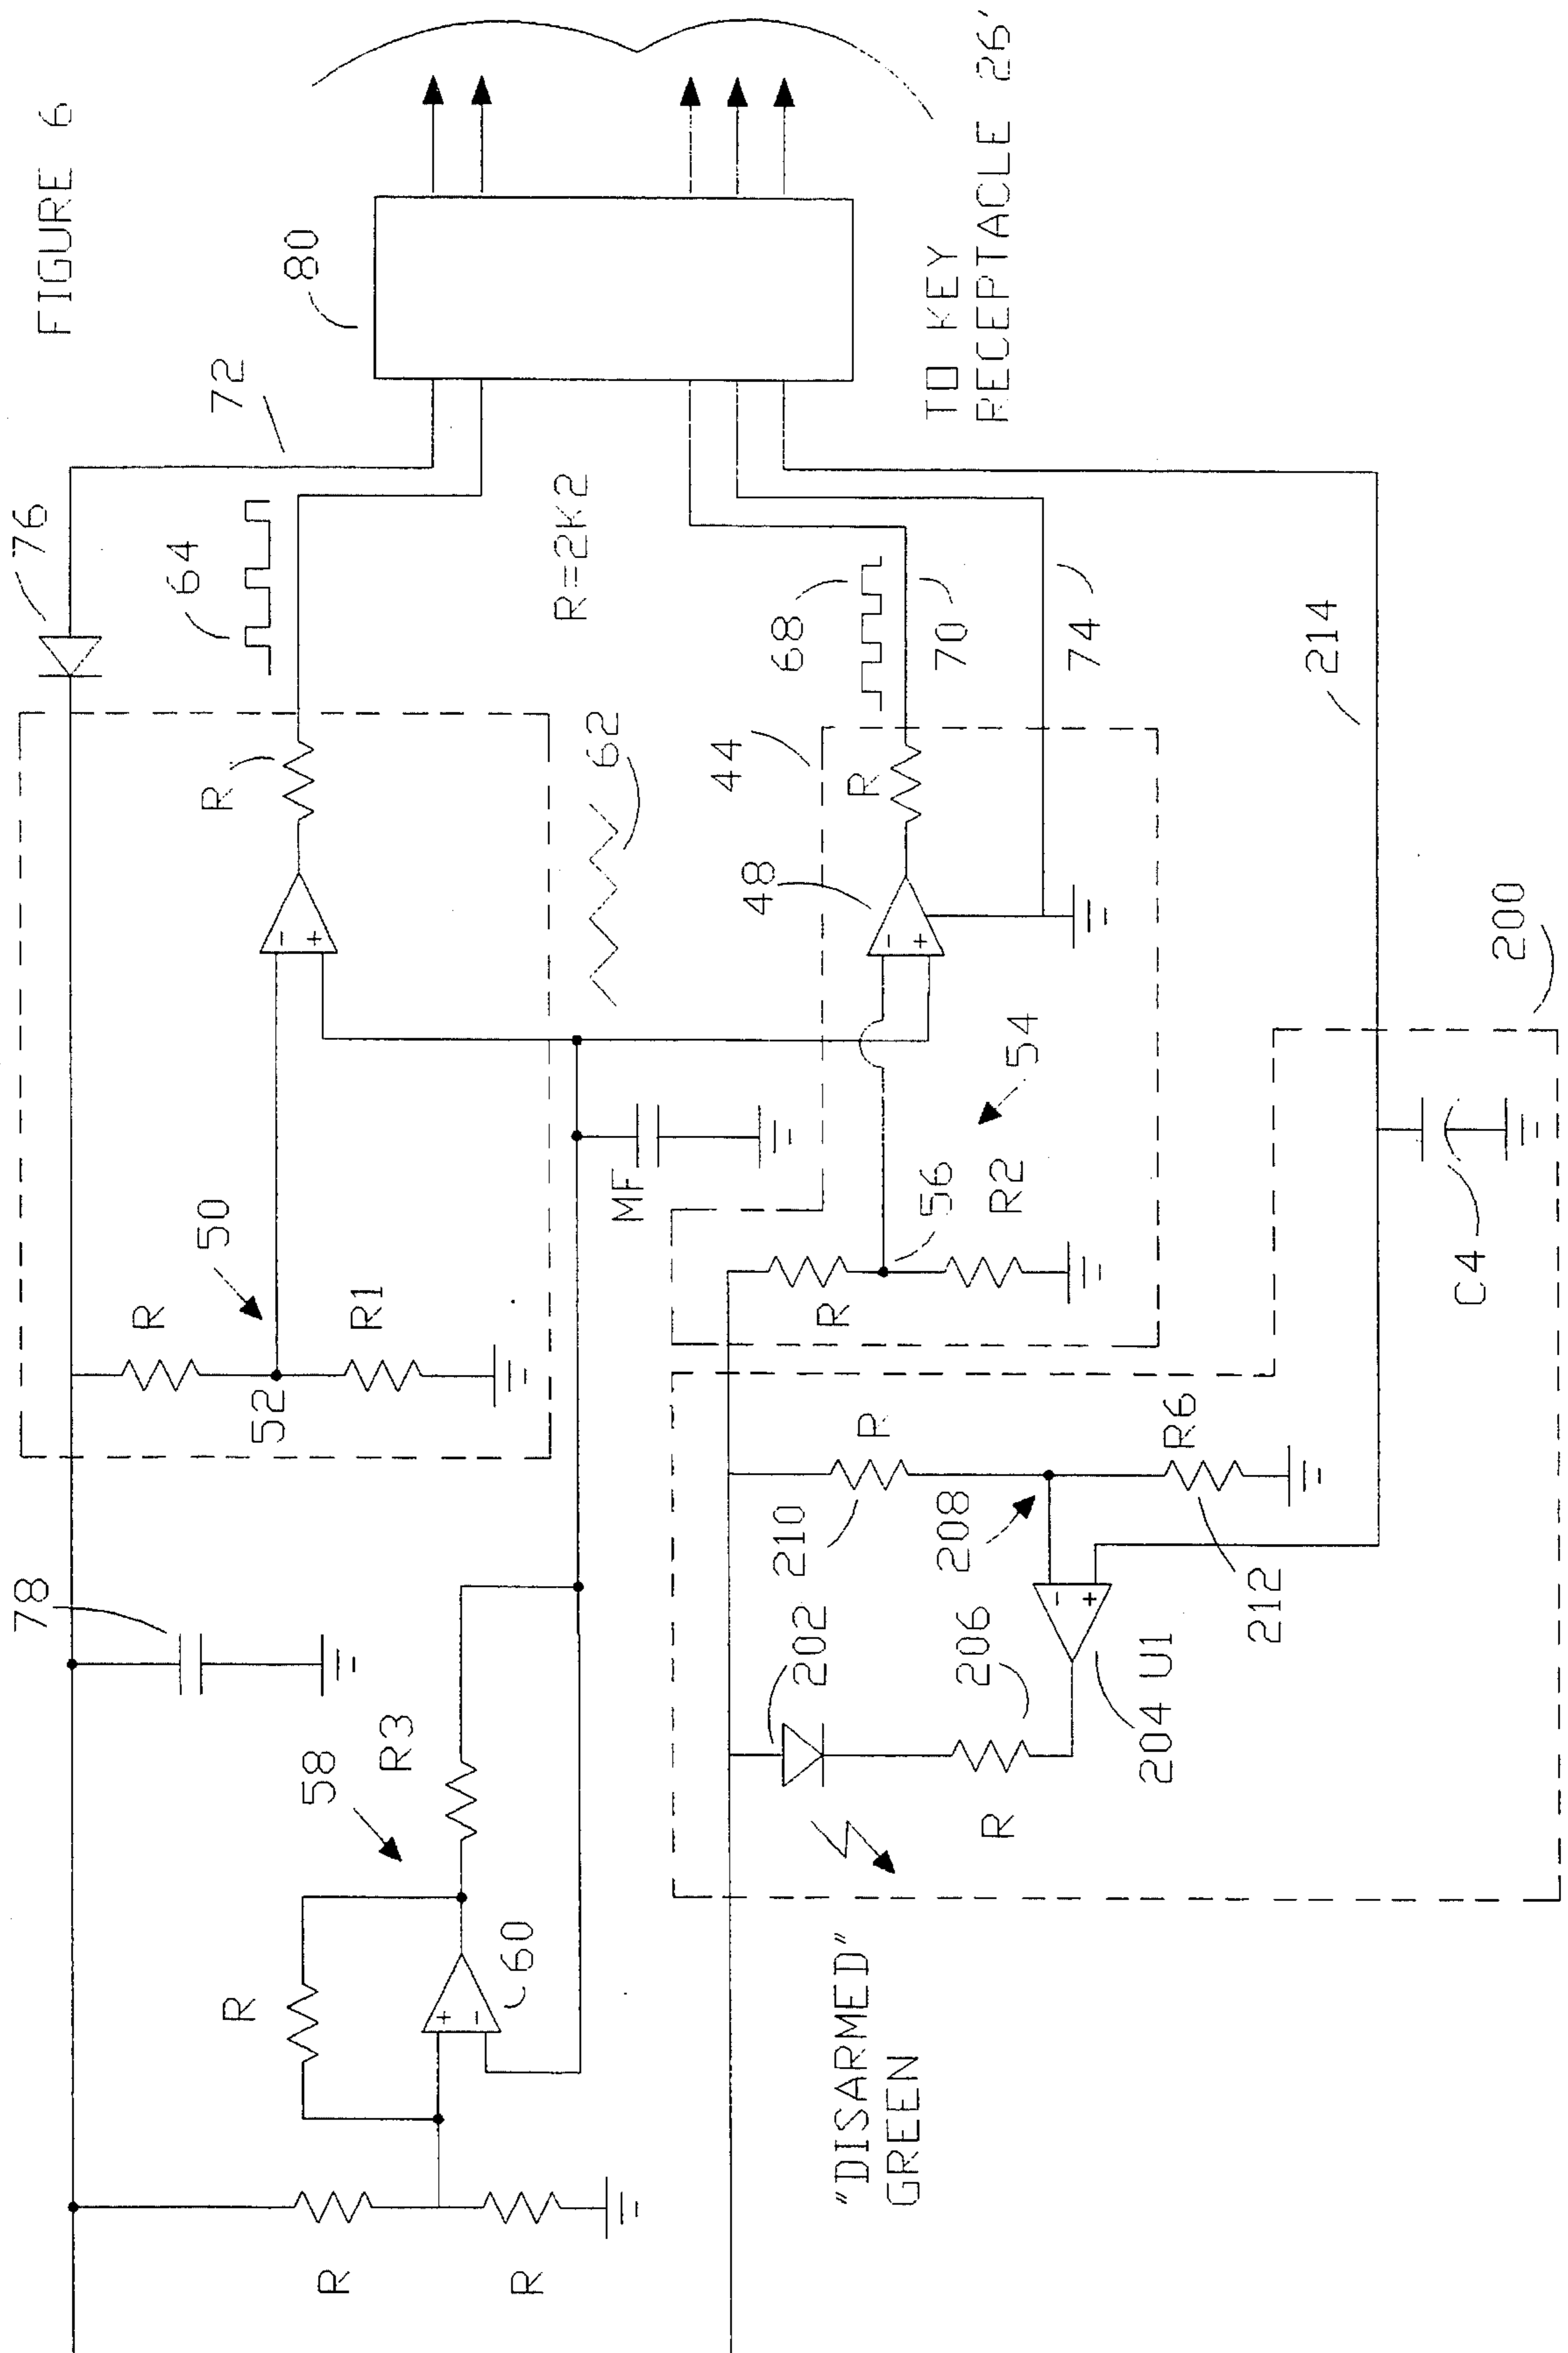 FIGURE 6
72
80
76
64
R
R=2K2
TO KEY
RECEPTACLE 26'
78
50
52
R
R1
-
+
62
44
48
68
70
74
214
R
-
+
MF
54
56
R2
R
58
R3
R
60
+
-
R
R
"DISARMED"
GREEN
202
206
R
208
210
R
R6
212
-
+
204 U1
C4
200